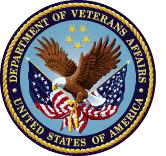 DEPARTMENT OF VETERANS AFFAIRS
UNITED STATES OF AMERICA